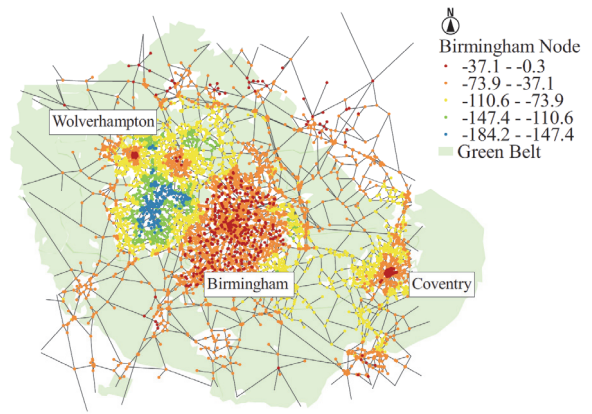 N
Birmingham Node
-37.1 - -0.3
-73.9 - -37.1
-110.6 - -73.9
-147.4 - -110.6
-184.2 - -147.4
Green Belt
Wolverhampton
Birmingham
Coventry